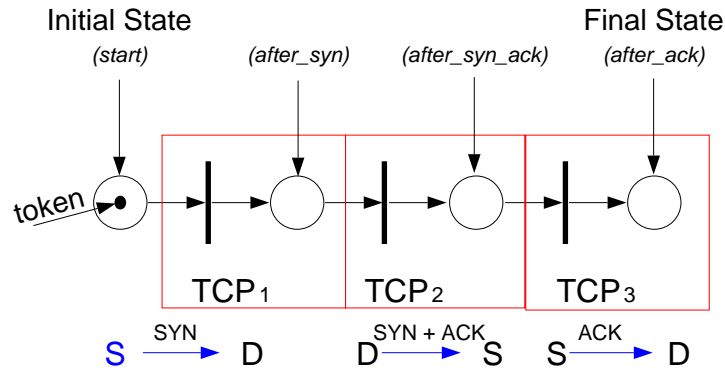 Initial State Final State
(start) (after_syn) (after_syn_ack) (after_ack)
token
TCP1 TCP2 TCP3
SYN SYN + ACK ACK
S D D S S D